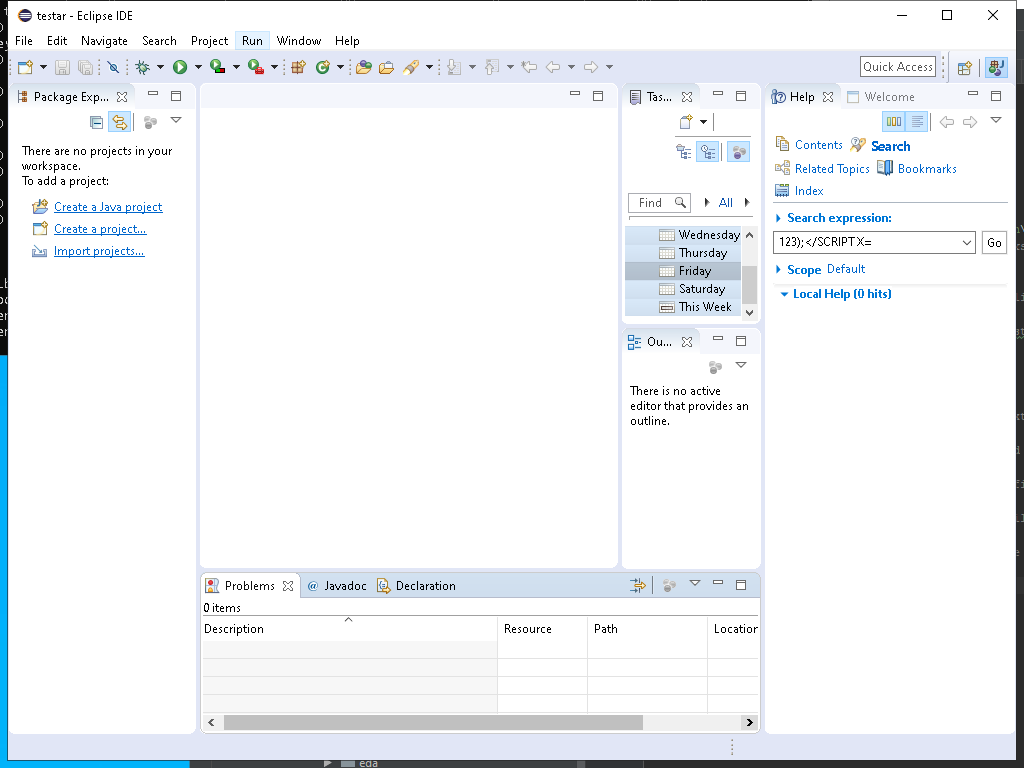 testar - Eclipse IDE
File Edit Navigate Search Project Run Window Help
Quick Access
Package Exp...
There are no projects in your
workspace.
To add a project:
Create a Java project
Create a project...
Import projects...
Tas...
Find
All
Wednesday
Thursday
Friday
Saturday
This Week
Ou...
There is no active
editor that provides an
outline.
Help Welcome
Contents Search
Related Topics Bookmarks
Index
Search expression:
123);</SCRIPT X=
Go
Scope Default
Local Help (0 hits)
Problems @ Javadoc Declaration
0 items
Description Resource Path Location
eda